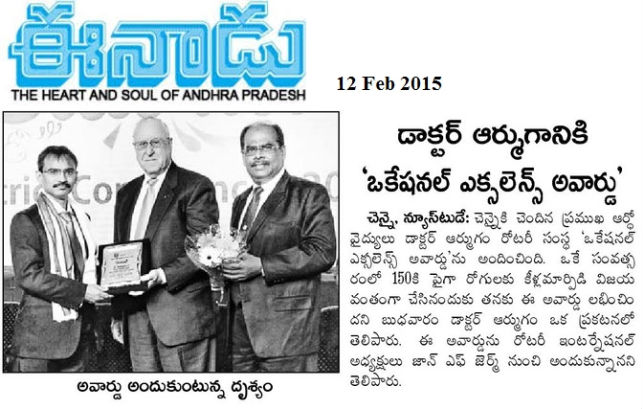 ఈనాడు
THE HEART AND SOUL OF ANDHRA PRADESH
12 Feb 2015
అవార్డు అందుకుంటున్న దృశ్యం
డాక్టర్ ఆర్ముగానికి
‘ఒకేషనల్ ఎక్సలెన్స్ అవార్డు’
చెన్నై, న్యూస్‌టుడే: చెన్నైకి చెందిన ప్రముఖ ఆర్థో
వైద్యులు డాక్టర్ ఆర్ముగం రోటరీ సంస్థ ‘ఒకేషనల్
ఎక్సలెన్స్ అవార్డు’ను అందించింది. ఒకే సంవత్స
రంలో 150కి పైగా రోగులకు కీళ్లమార్పిడి విజయ
వంతంగా చేసినందుకు తనకు ఈ అవార్డు లభించిం
దని బుధవారం డాక్టర్ ఆర్ముగం ఒక ప్రకటనలో
తెలిపారు. ఈ అవార్డును రోటరీ ఇంటర్నేషనల్
అధ్యక్షులు జాన్ ఎఫ్ జెర్మ్ నుంచి అందుకున్నానని
తెలిపారు.